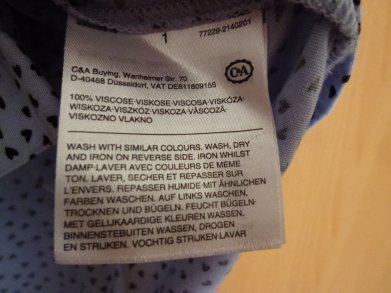 1
77229-2140201
C&A Buying, Wanheimer Str. 70
D-40468 Düsseldorf, VAT DE811809155
C&A
100% VISCOSE-VISKOSE-VISCOSA-VISKÓZA-
WISKOZA-VISZKÓZ-VISKOZA-VÂSCOZÄ-
VISKOZNO VLAKNO
WASH WITH SIMILAR COLOURS. WASH, DRY
AND IRON ON REVERSE SIDE. IRON WHILST
DAMP-LAVER AVEC COULEURS DE MEME
TON. LAVER, SECHER ET REPASSER SUR
L'ENVERS. REPASSER HUMIDE-MIT ÄHNLICHEN
FARBEN WASCHEN. AUF LINKS WASCHEN,
TROCKNEN UND BÜGELN. FEUCHT BÜGELN-
MET GELIJKAARDIGE KLEUREN WASSEN.
BINNENSTEBUITEN WASSEN, DROGEN
EN STRIJKEN. VOCHTIG STRIJKEN-LAVAR